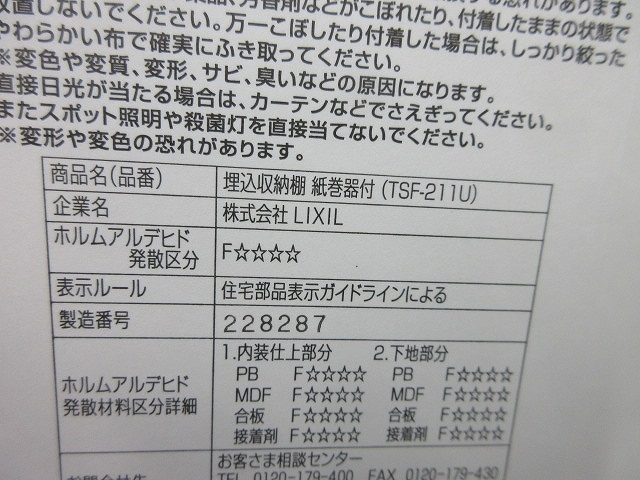 放置しないでください。万一こぼしたり付着した場合は、しっかり絞った
やわらかい布で確実にふき取ってください。
※変色や変質、変形、サビ、臭いなどの原因になります。
直接日光が当たる場合は、カーテンなどでさえぎってください。
またスポット照明や殺菌灯を直接当てないでください。
※変形や変色の恐れがあります。
商品名(品番) 埋込収納棚 紙巻器付 (TSF-211U)
企業名 株式会社 LIXIL
ホルムアルデヒド
発散区分 F☆☆☆☆
表示ルール 住宅部品表示ガイドラインによる
製造番号 228287
ホルムアルデヒド
発散材料区分詳細
1.内装仕上部分 2.下地部分
PB F☆☆☆☆ PB F☆☆☆☆
MDF F☆☆☆☆ MDF F☆☆☆☆
合板 F☆☆☆☆ 合板 F☆☆☆☆
接着剤 F☆☆☆☆ 接着剤 F☆☆☆☆
お客さま相談センター
TEL 0120-179-400 FAX 0120-179-430